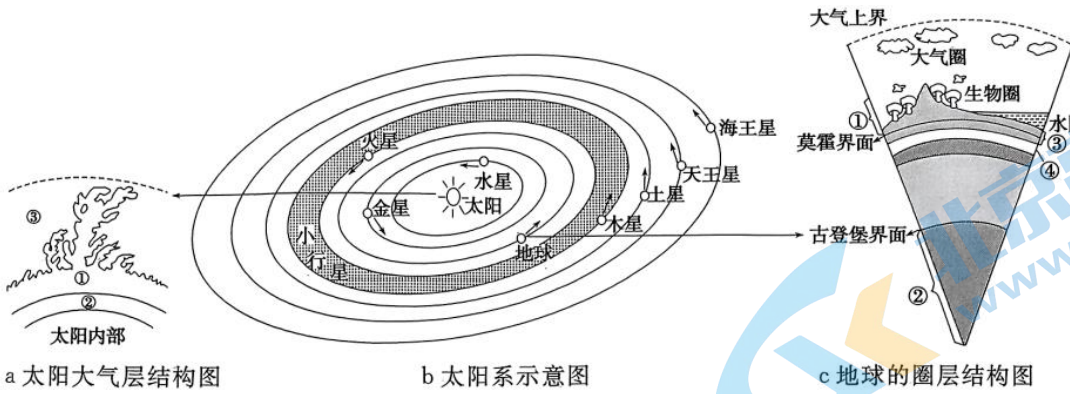 大气上界
大气圈
生物圈
①
水
莫霍界面
③
④
古登堡界面
②
海王星
火星
水星
天王星
太阳
土星
金星
木星
地球
小行星
③
①
②
太阳内部
a 太阳大气层结构图
b 太阳系示意图
c 地球的圈层结构图